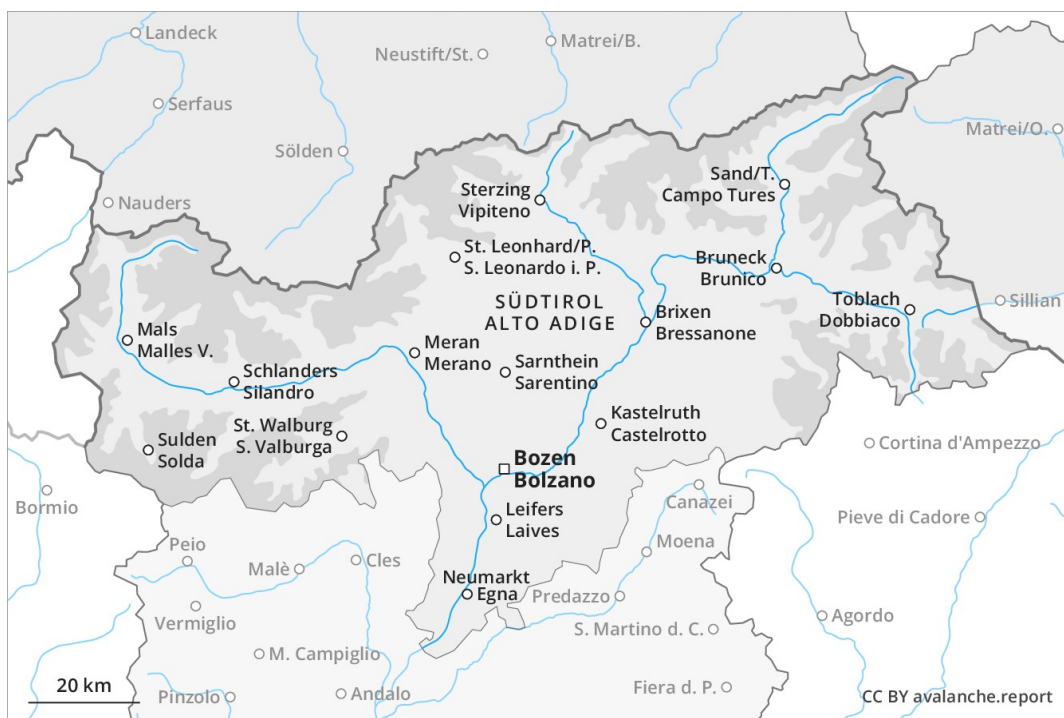 Landeck
Neustift/St.
Matrei/B.
Serfaus
Matrei/O.
Sölden
Nauders
Sand/T.
Campo Tures
Sterzing
Vipiteno
St. Leonhard/P.
S. Leonardo i. P.
Bruneck
Brunico
SÜDTIROL
ALTO ADIGE
Toblach
Dobbiaco
Sillian
Brixen
Bressanone
Mals
Malles V.
Meran
Merano
Sarnthein
Sarentino
Schlanders
Silandro
Kastelruth
Castelrotto
St. Walburg
S. Valburga
Sulden
Solda
Cortina d'Ampezzo
Bozen
Bolzano
Bormio
Canazei
Leifers
Laives
Pieve di Cadore
Peio
Cles
Malè
Moena
Neumarkt
Egna
Predazzo
Vermiglio
Agordo
S. Martino d. C.
M. Campiglio
20 km
Pinzolo
Andalo
Fiera d. P.
CC BY avalanche.report